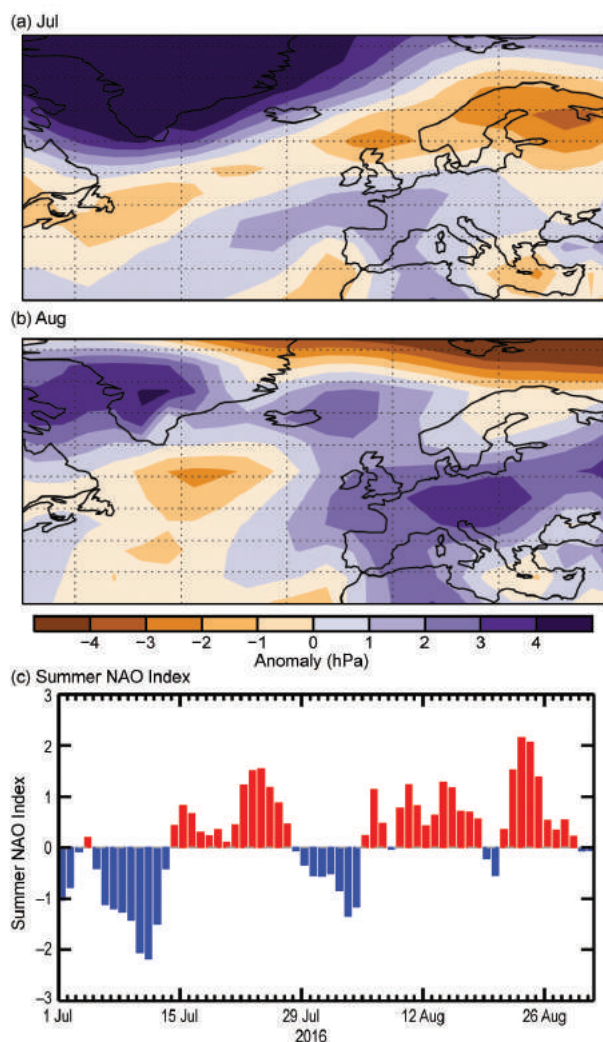 (a) Jul
(b) Aug
−4 −3 −2 −1 0 1 2 3 4
Anomaly (hPa)
(c) Summer NAO Index
3
2
1
0
−1
−2
−3
Summer NAO Index
1 Jul 15 Jul 29 Jul 12 Aug 26 Aug
2016